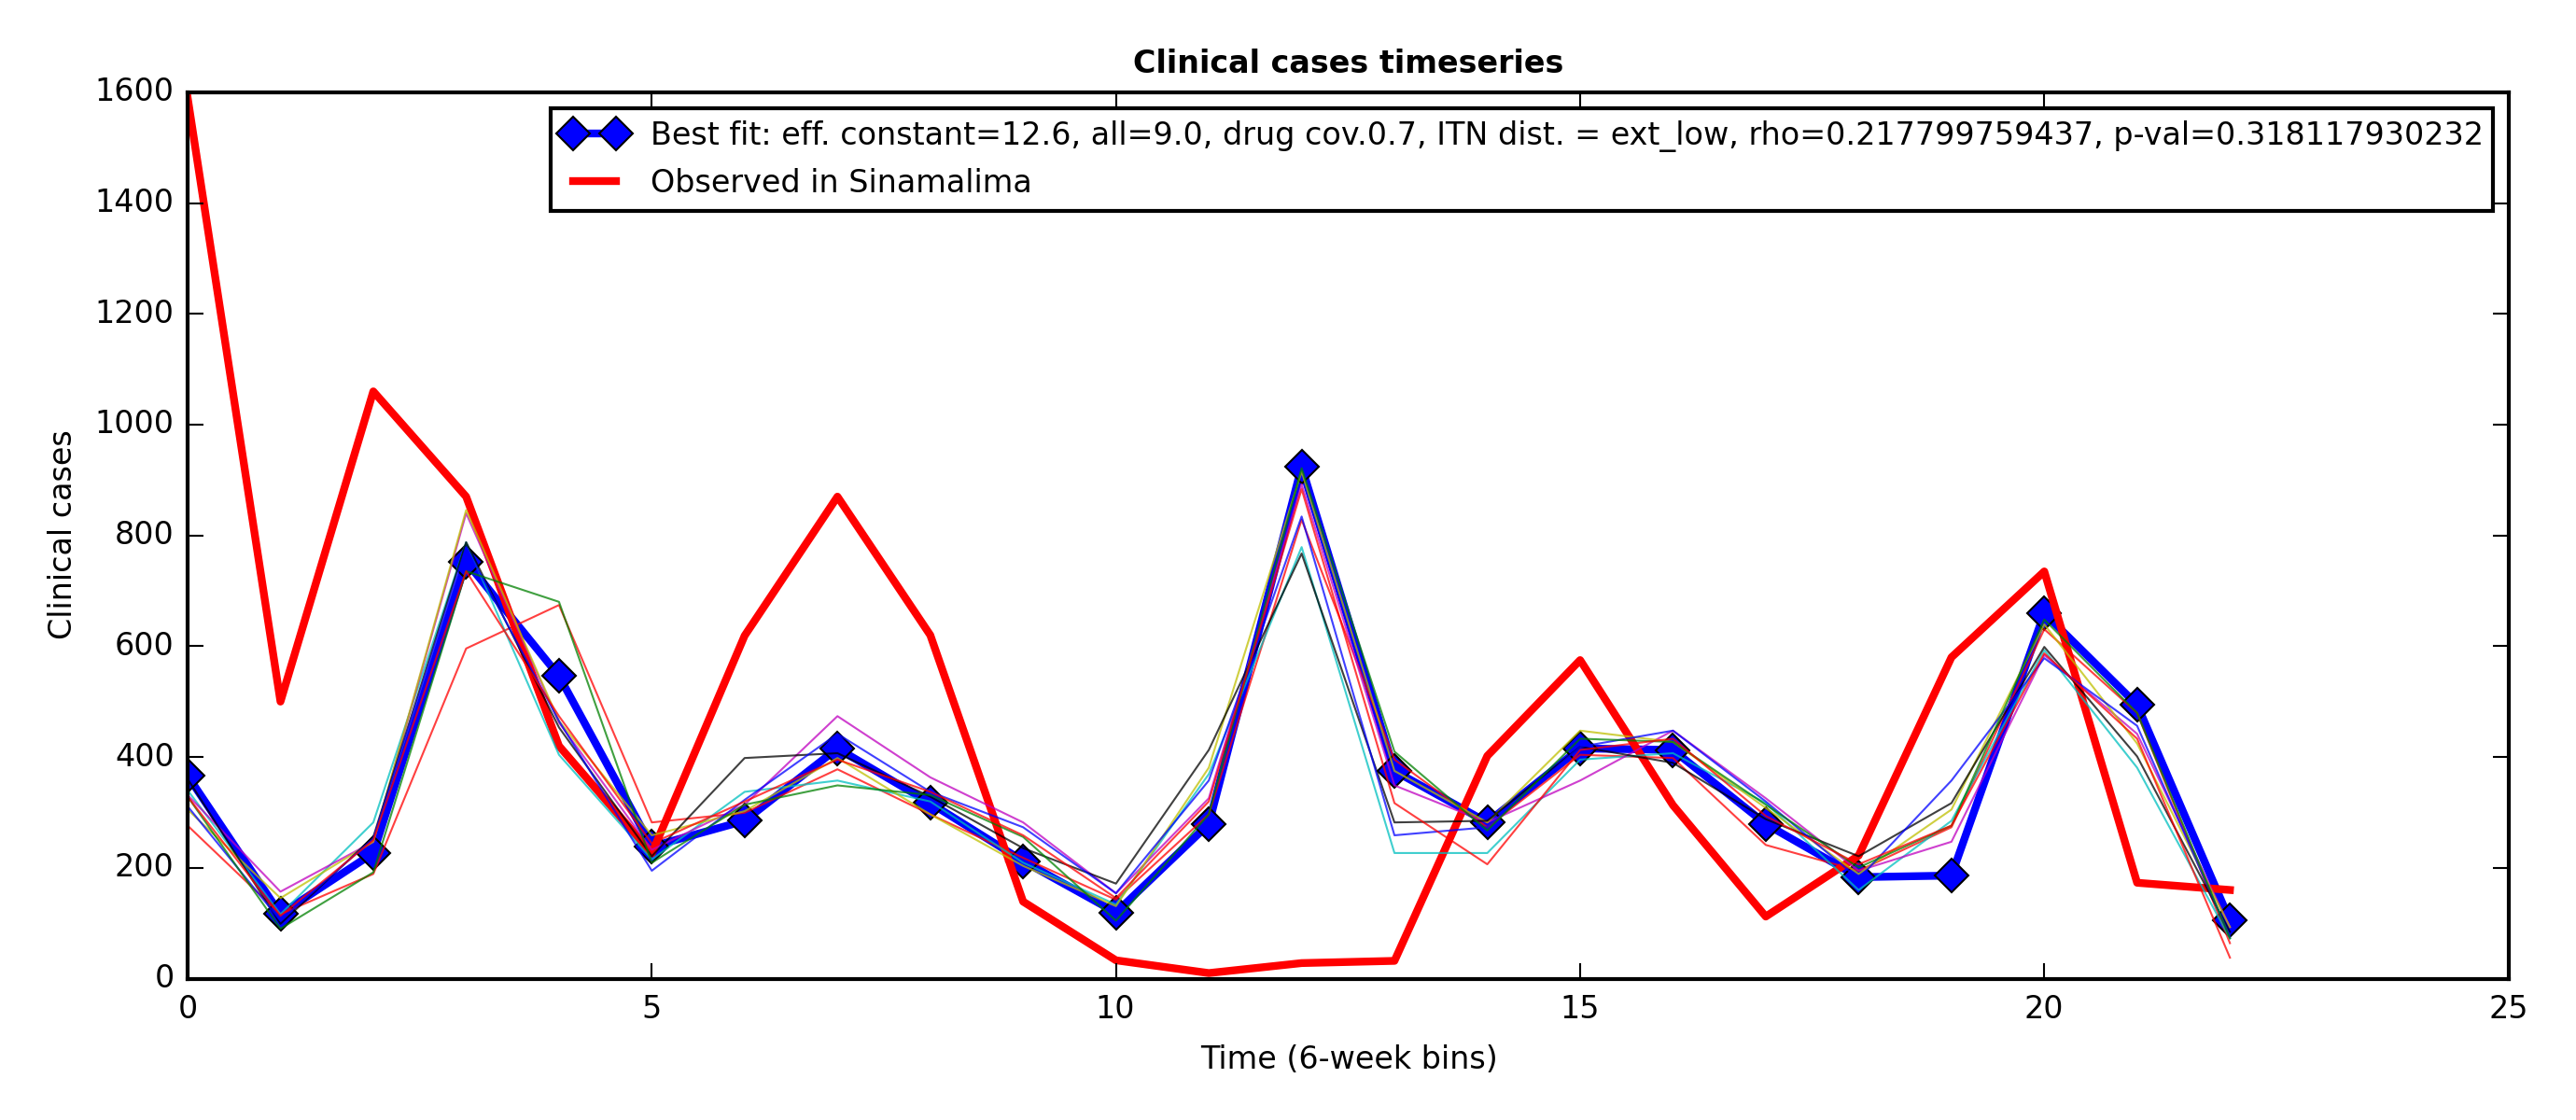 Clinical cases timeseries
1600
1400
1200
1000
800
600
400
200
0
Clinical cases
Best fit: eff. constant=12.6, all=9.0, drug cov.0.7, ITN dist. = ext_low, rho=0.217799759437, p-val=0.318117930232
Observed in Sinamalima
0 5 10 15 20 25
Time (6-week bins)